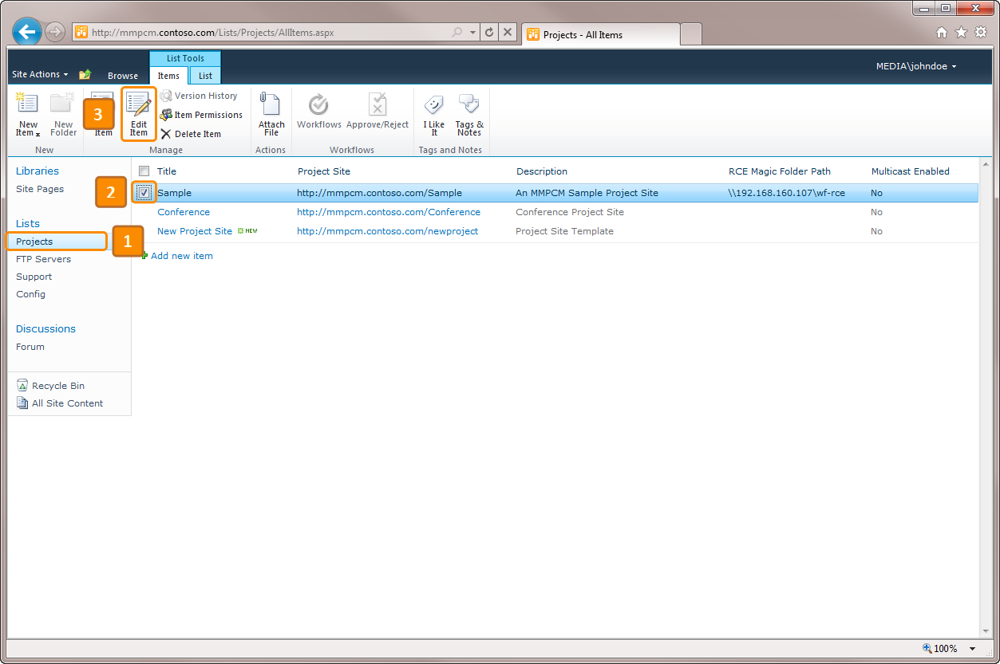 http://mmpcm.contoso.com/Lists/Projects/AllItems.aspx
Projects - All Items
List Tools
MEDIA\johndoe
Site Actions
Browse
Items
List
New Item
New Folder
3
Item
Edit Item
Version History
Item Permissions
Delete Item
Attach File
Workflows
Approve/Reject
I Like It
Tags & Notes
New
Manage
Actions
Workflows
Tags and Notes
Libraries
Site Pages
Lists
Projects
1
FTP Servers
Support
Config
Discussions
Forum
Recycle Bin
All Site Content
Title Project Site Description RCE Magic Folder Path Multicast Enabled
2
Sample http://mmpcm.contoso.com/Sample An MMPCM Sample Project Site \\192.168.160.107\wf-rce No
Conference http://mmpcm.contoso.com/Conference Conference Project Site No
New Project Site NEW http://mmpcm.contoso.com/newproject Project Site Template No
Add new item
100%